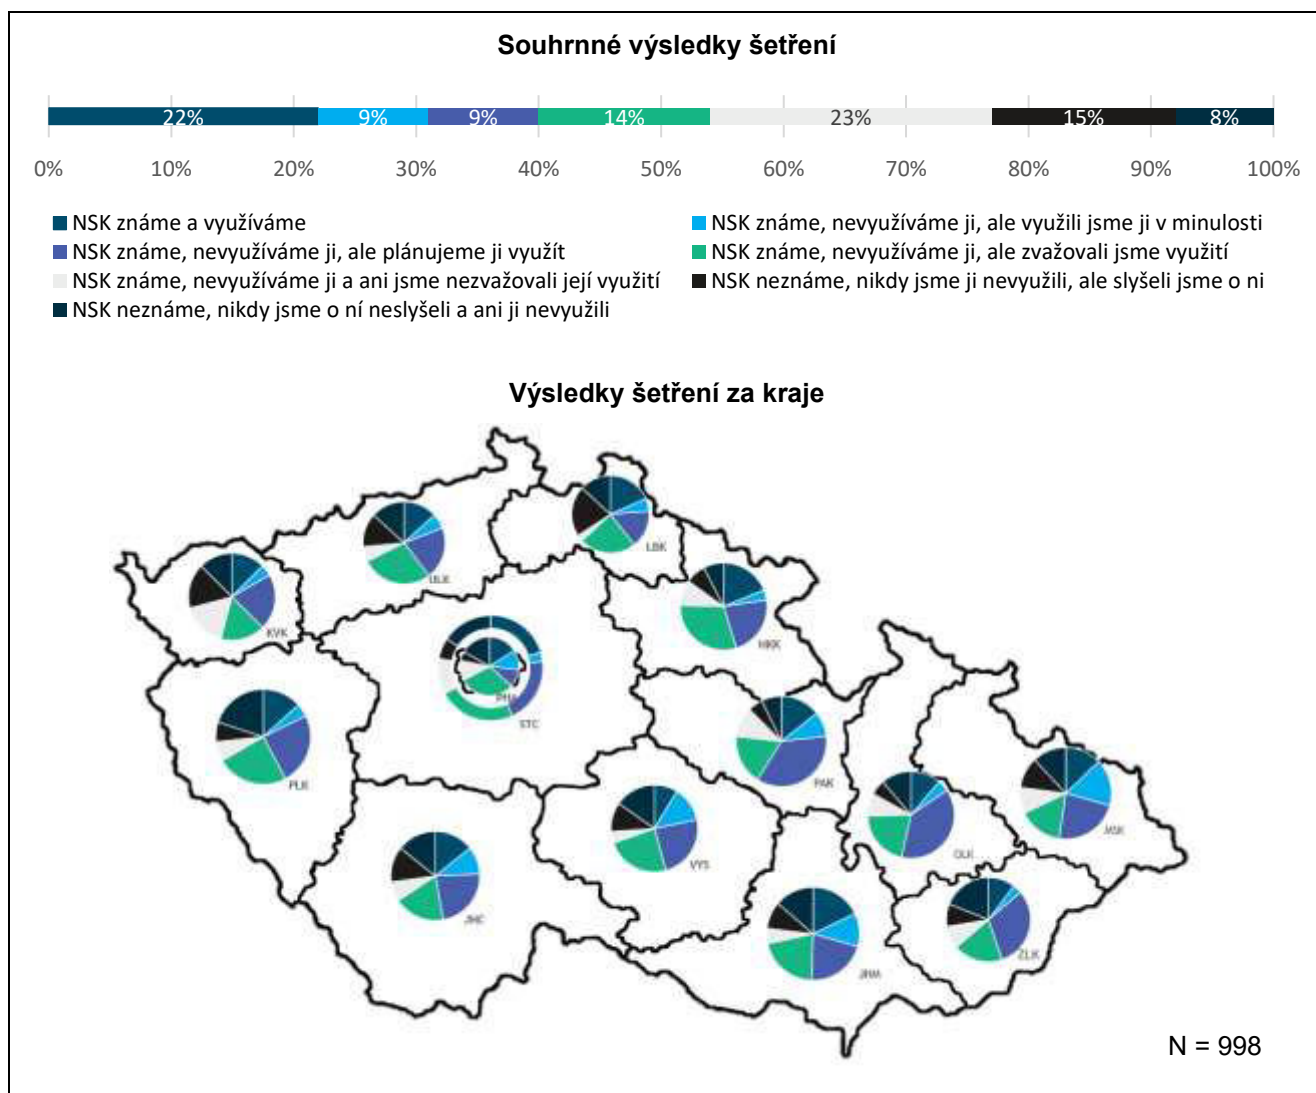 Souhrnné výsledky šetření
22% 9% 9% 14% 23% 15% 8%
0% 10% 20% 30% 40% 50% 60% 70% 80% 90% 100%
NSK známe a využíváme
NSK známe, nevyužíváme ji, ale využili jsme ji v minulosti
NSK známe, nevyužíváme ji, ale plánujeme ji využít
NSK známe, nevyužíváme ji, ale zvažovali jsme využití
NSK známe, nevyužíváme ji a ani jsme nezvažovali její využití
NSK neznáme, nikdy jsme ji nevyužili, ale slyšeli jsme o ni
NSK neznáme, nikdy jsme o ní neslyšeli a ani ji nevyužili
Výsledky šetření za kraje
LBK
ULK
KVK
HKK
PHA
STC
PLK
PAK
MSK
OLK
VYS
JHC
ZLK
JHM
N = 998